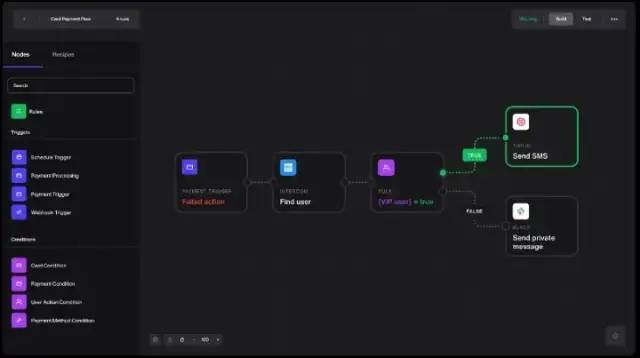 Card Payment Flow
Build
Test
Nodes
Recipes
Search
Rules
Triggers
Schedule Trigger
Payment Processing
Payment Trigger
Webhook Trigger
Conditions
Card Condition
Payment Condition
User Action Condition
Payment Method Condition
PAYMENT TRIGGER
Failed action
INTERCOM
Find user
RULE
{VIP user} = true
TRUE
FALSE
TWILIO
Send SMS
Send private
message